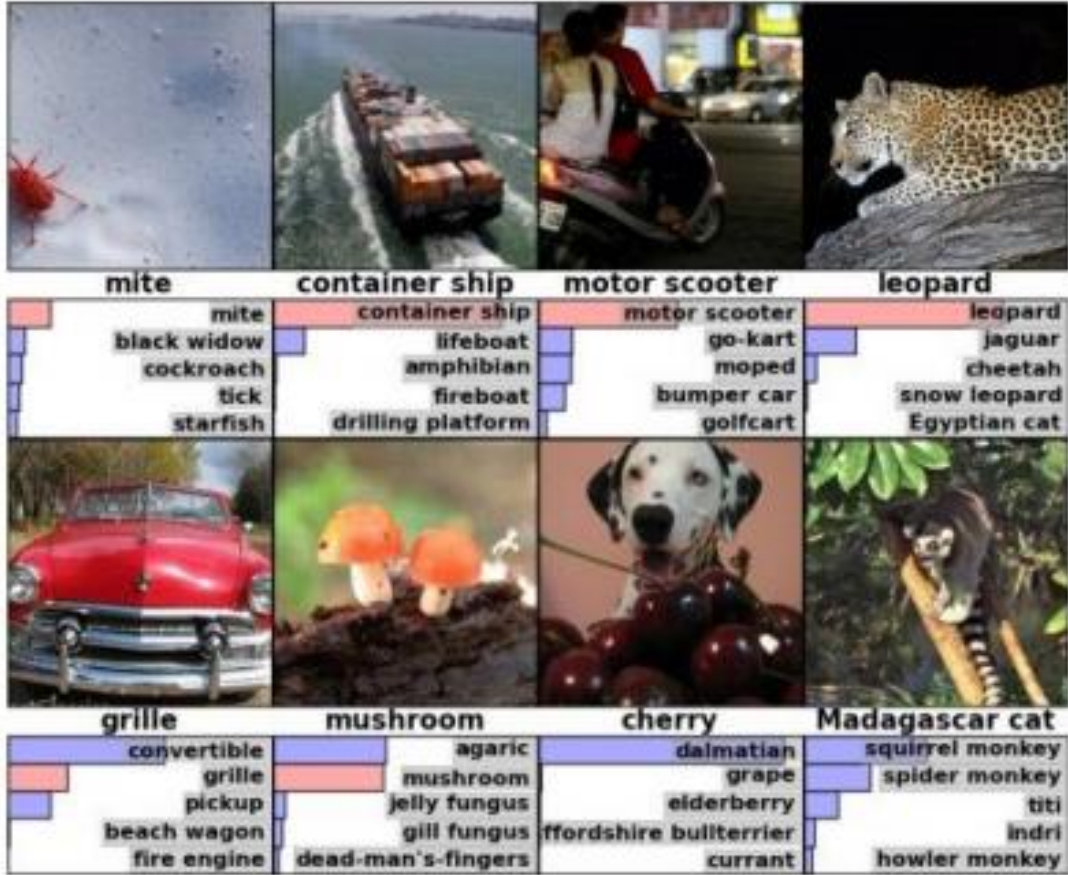 mite
container ship
motor scooter
leopard
mite
black widow
cockroach
tick
starfish
container ship
lifeboat
amphibian
fireboat
drilling platform
motor scooter
go-kart
moped
bumper car
golfcart
leopard
jaguar
cheetah
snow leopard
Egyptian cat
grille
mushroom
cherry
Madagascar cat
convertible
grille
pickup
beach wagon
fire engine
agaric
mushroom
jelly fungus
gill fungus
dead-man's-fingers
dalmatian
grape
elderberry
ffordshire bullterrier
currant
squirrel monkey
spider monkey
titi
indri
howler monkey